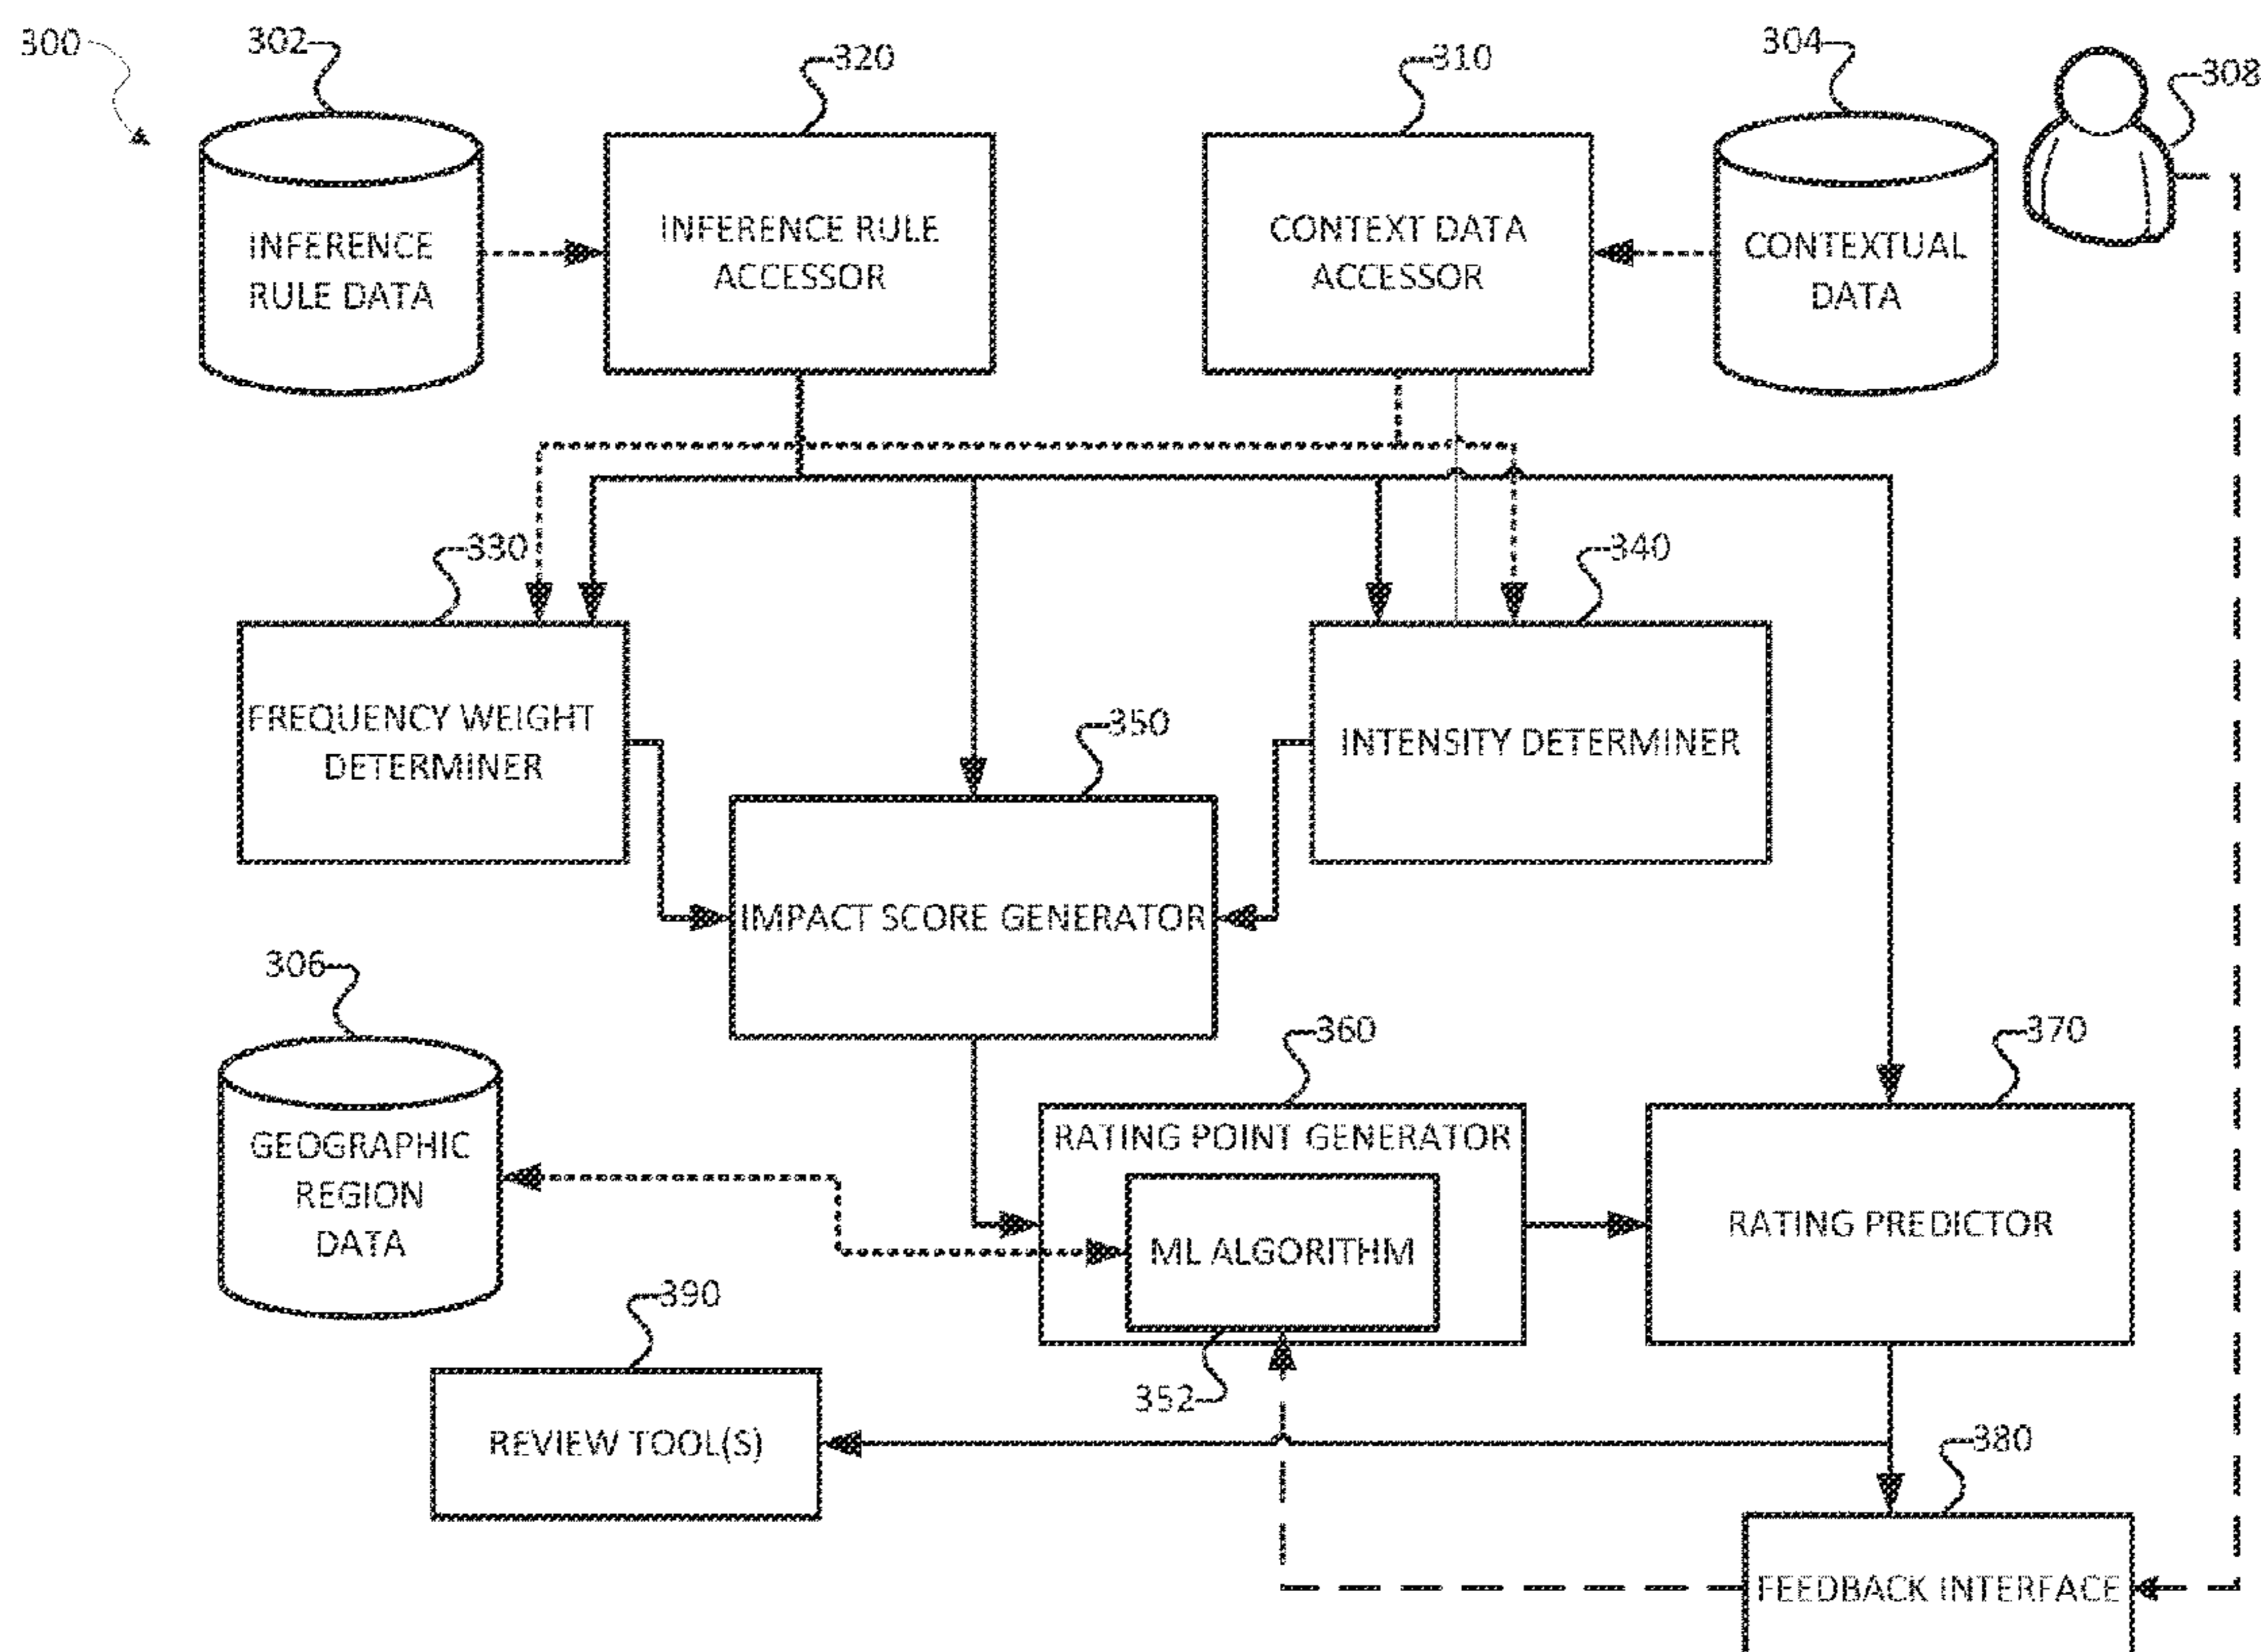 300
302
320
310
304
308
INFERENCE
RULE DATA
INFERENCE RULE
ACCESSOR
CONTEXT DATA
ACCESSOR
CONTEXTUAL
DATA
330
340
FREQUENCY WEIGHT
DETERMINER
350
INTENSITY DETERMINER
IMPACT SCORE GENERATOR
306
360
370
GEOGRAPHIC
REGION
DATA
RATING POINT GENERATOR
ML ALGORITHM
RATING PREDICTOR
390
352
REVIEW TOOL(S)
380
FEEDBACK INTERFACE